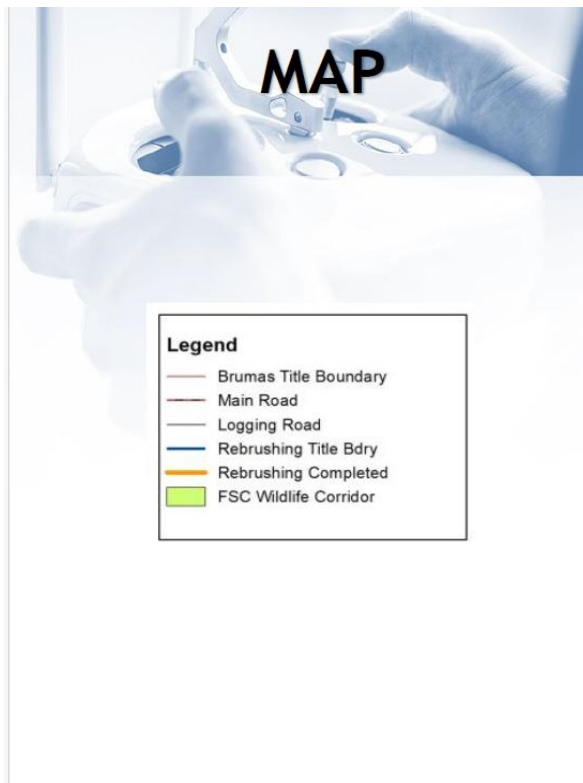 MAP
Legend
Brumas Title Boundary
Main Road
Logging Road
Rebrushing Title Bdry
Rebrushing Completed
FSC Wildlife Corridor